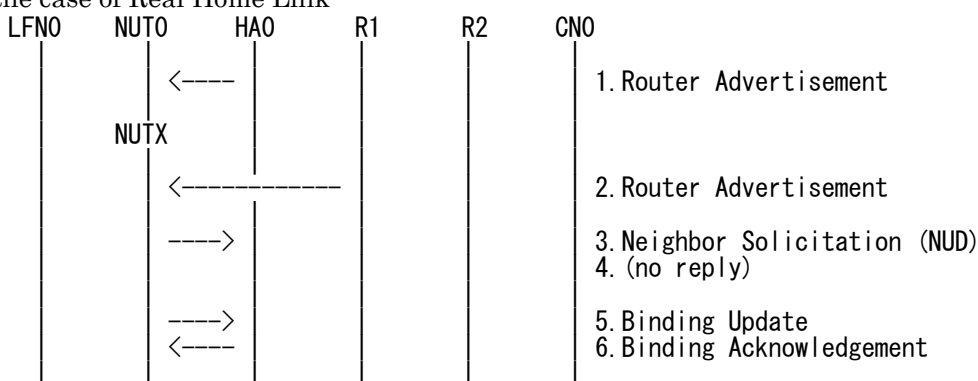 the case of Real Home Link
LFN0 NUT0 HA0 R1 R2 CN0
<---- 1.Router Advertisement
NUTX
<------------ 2.Router Advertisement
----> 3.Neighbor Solicitation (NUD)
4.(no reply)
----> 5.Binding Update
<---- 6.Binding Acknowledgement